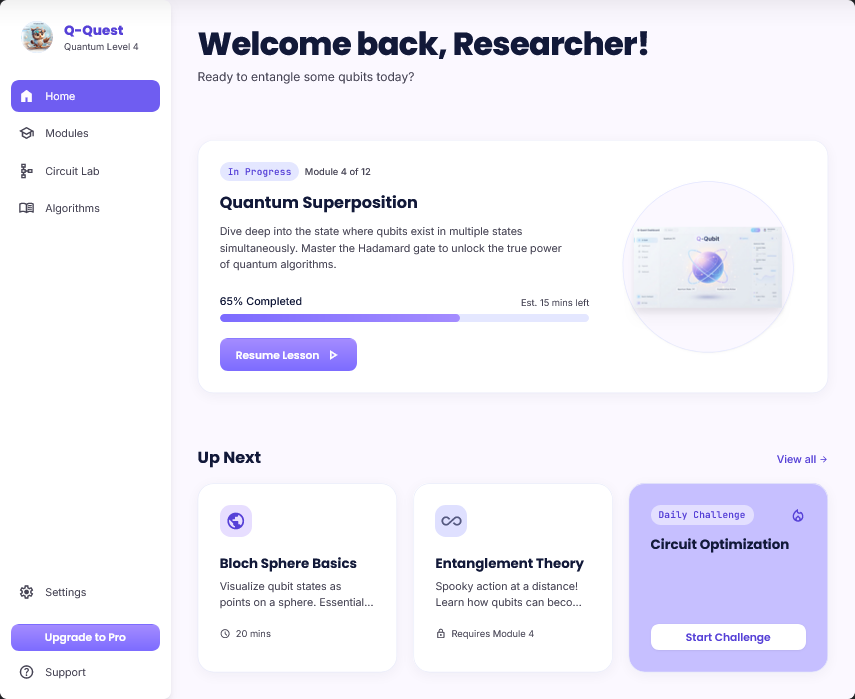 Q-Quest
Quantum Level 4
Home
Modules
Circuit Lab
Algorithms
Settings
Upgrade to Pro
Support
Welcome back, Researcher!
Ready to entangle some qubits today?
In Progress
Module 4 of 12
Quantum Superposition
Dive deep into the state where qubits exist in multiple states
simultaneously. Master the Hadamard gate to unlock the true power
of quantum algorithms.
65% Completed
Est. 15 mins left
Resume Lesson
Q-Qubit
Up Next
View all →
Bloch Sphere Basics
Visualize qubit states as
points on a sphere. Essential...
20 mins
Entanglement Theory
Spooky action at a distance!
Learn how qubits can beco...
Requires Module 4
Daily Challenge
Circuit Optimization
Start Challenge